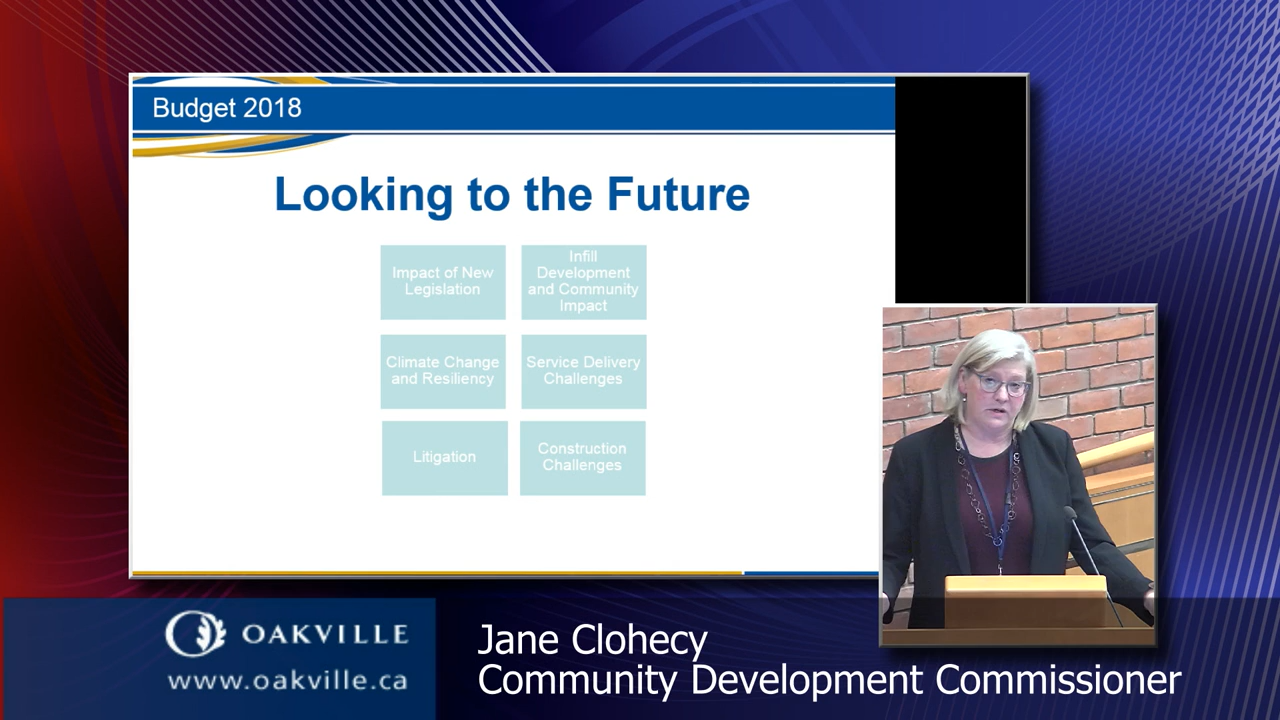 Budget 2018
Looking to the Future
Impact of New
Legislation
Infill
Development
and Community
Impact
Climate Change
and Resiliency
Service Delivery
Challenges
Litigation
Construction
Challenges
OAKVILLE
www.oakville.ca
Jane Clohecy
Community Development Commissioner